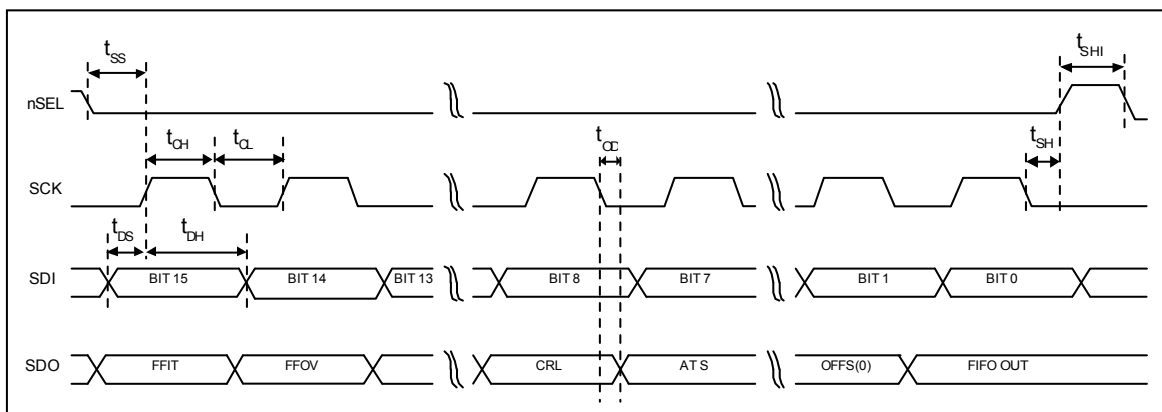 tSS
tSHI
nSEL
tCH
tCL
tOD
tSH
SCK
tDS
tDH
SDI
BIT 15
BIT 14
BIT 13
BIT 8
BIT 7
BIT 1
BIT 0
SDO
FFIT
FFOV
CRL
ATS
OFFS(0)
FIFO OUT